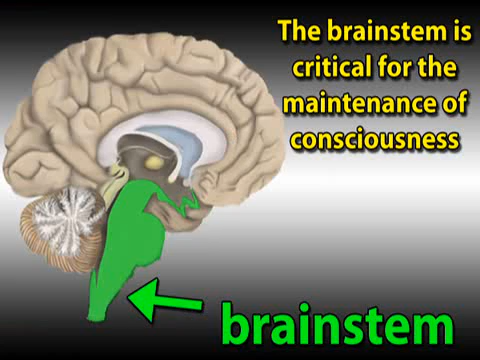 The brainstem is
critical for the
maintenance of
consciousness
brainstem